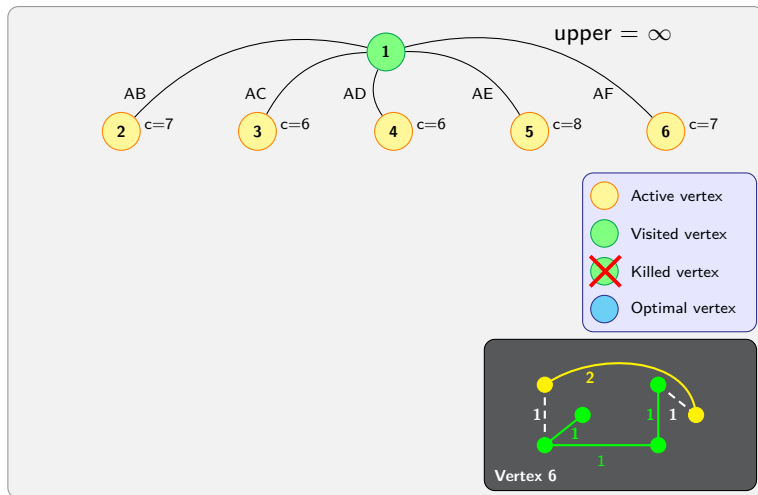 upper = ∞
1
AB AC AD AE AF
2 c=7 3 c=6 4 c=6 5 c=8 6 c=7
Active vertex
Visited vertex
Killed vertex
Optimal vertex
2
1 1 1 1
1
Vertex 6